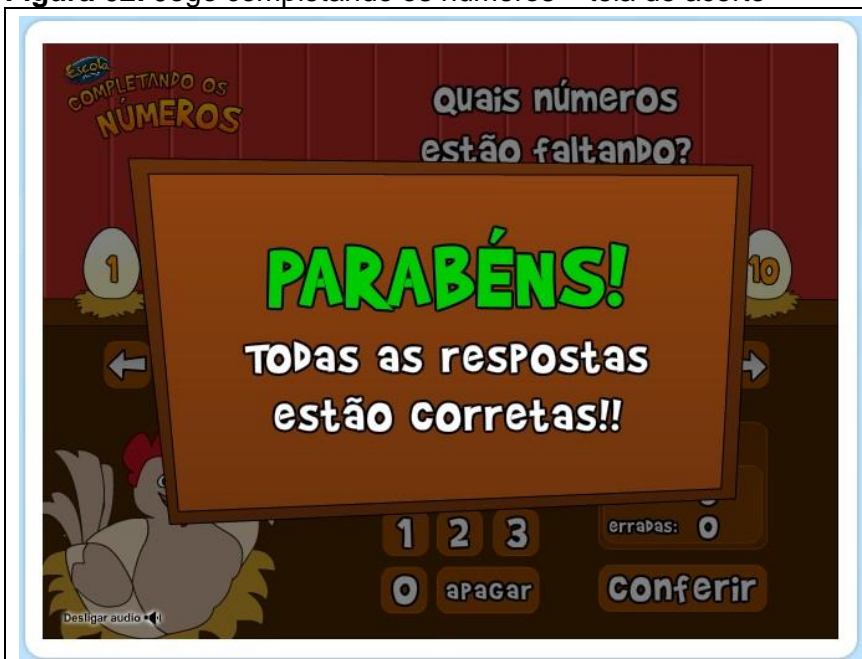 Escola
COMPLETANDO OS
NÚMEROS
Quais números
estão faltando?
1
10
PARABÉNS!
Todas as respostas
estão corretas!!
1 2 3
erradas: 0
0 apagar
conferir
Desligar audio